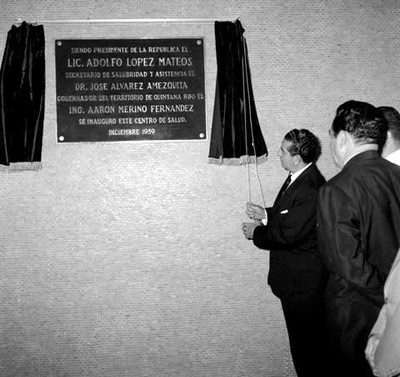 SIENDO PRESIDENTE DE LA REPUBLICA EL
LIC. ADOLFO LOPEZ MATEOS
SECRETARIO DE SALUBRIDAD Y ASISTENCIA EL
DR. JOSE ALVAREZ AMEZQUITA
GOBERNADOR DEL TERRITORIO DE QUINTANA ROO EL
ING. AARON MERINO FERNANDEZ
SE INAUGURO ESTE CENTRO DE SALUD.
DICIEMBRE 1959